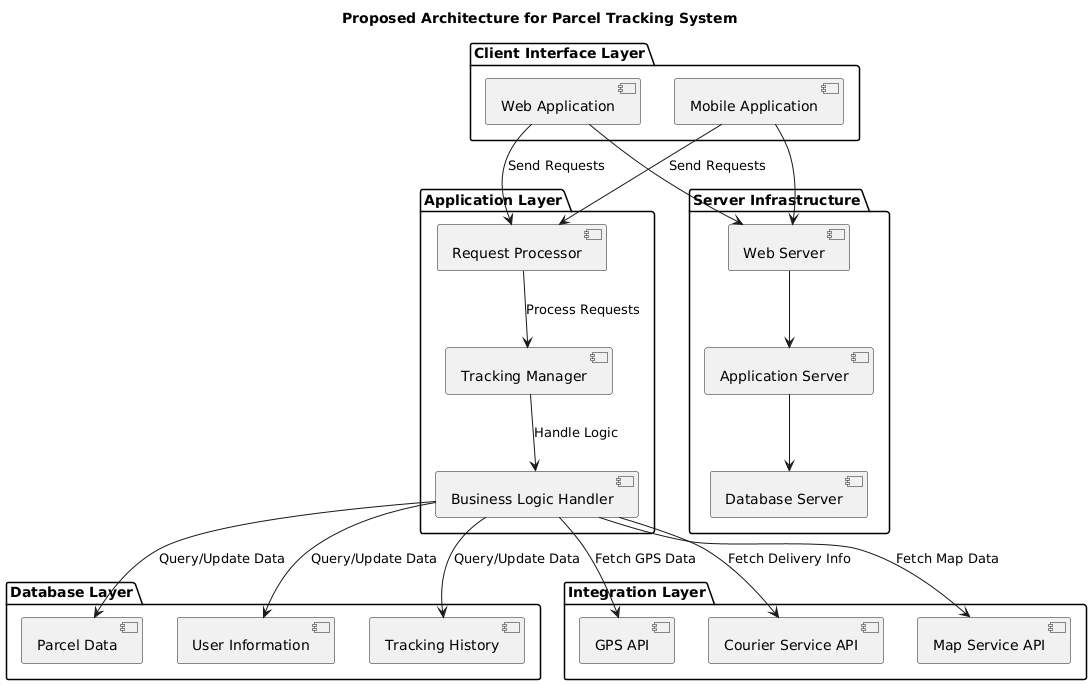 Proposed Architecture for Parcel Tracking System
Client Interface Layer
Web Application
Mobile Application
Send Requests
Send Requests
Application Layer
Server Infrastructure
Request Processor
Web Server
Process Requests
Tracking Manager
Application Server
Handle Logic
Business Logic Handler
Database Server
Query/Update Data
Query/Update Data
Query/Update Data
Fetch GPS Data
Fetch Delivery Info
Fetch Map Data
Database Layer
Integration Layer
Parcel Data
User Information
Tracking History
GPS API
Courier Service API
Map Service API